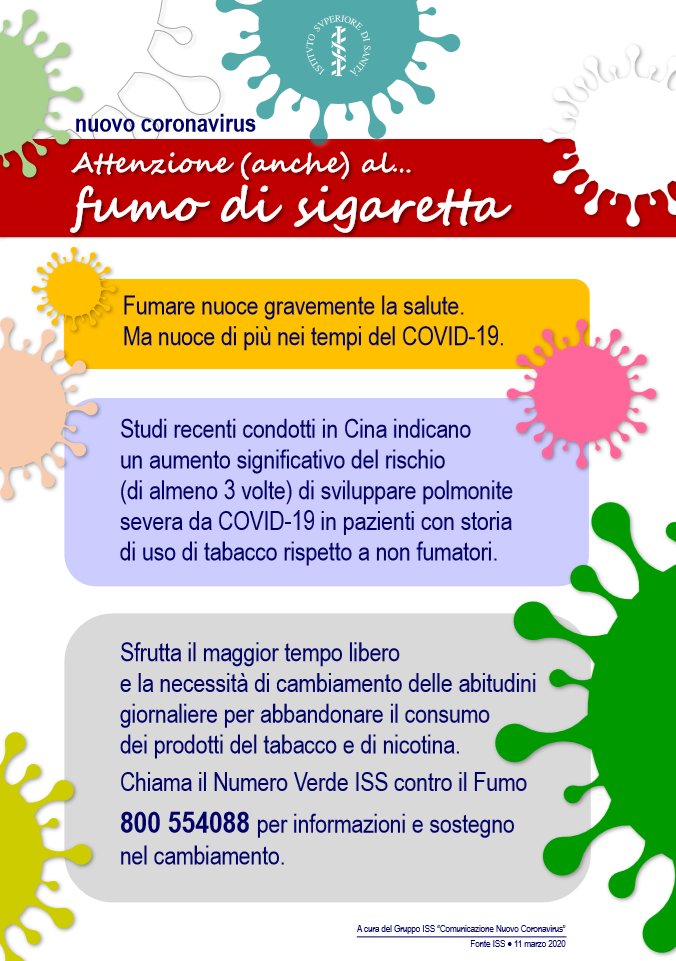 ISTITVTO SVPERIORE DI SANITÀ
nuovo coronavirus
Attenzione (anche) al...
fumo di sigaretta
Fumare nuoce gravemente la salute.
Ma nuoce di più nei tempi del COVID-19.
Studi recenti condotti in Cina indicano
un aumento significativo del rischio
(di almeno 3 volte) di sviluppare polmonite
severa da COVID-19 in pazienti con storia
di uso di tabacco rispetto a non fumatori.
Sfrutta il maggior tempo libero
e la necessità di cambiamento delle abitudini
giornaliere per abbandonare il consumo
dei prodotti del tabacco e di nicotina.
Chiama il Numero Verde ISS contro il Fumo
800 554088 per informazioni e sostegno
nel cambiamento.
A cura del Gruppo ISS "Comunicazione Nuovo Coronavirus"
Fonte ISS ● 11 marzo 2020